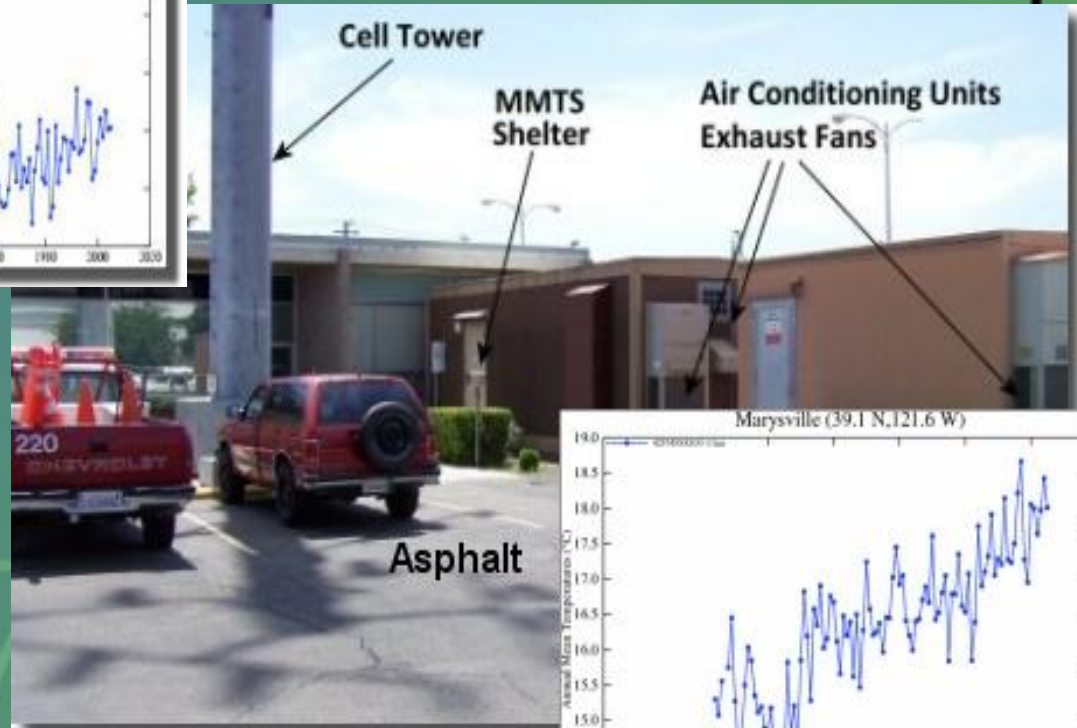 Cell Tower
MMTS
Shelter
Air Conditioning Units
Exhaust Fans
2000
2020
220
CHEVROLET
Asphalt
Marysville (39.1 N,121.6 W)
19.0
18.5
18.0
17.5
17.0
16.5
16.0
15.5
15.0
Annual Mean Temperatures (°C)